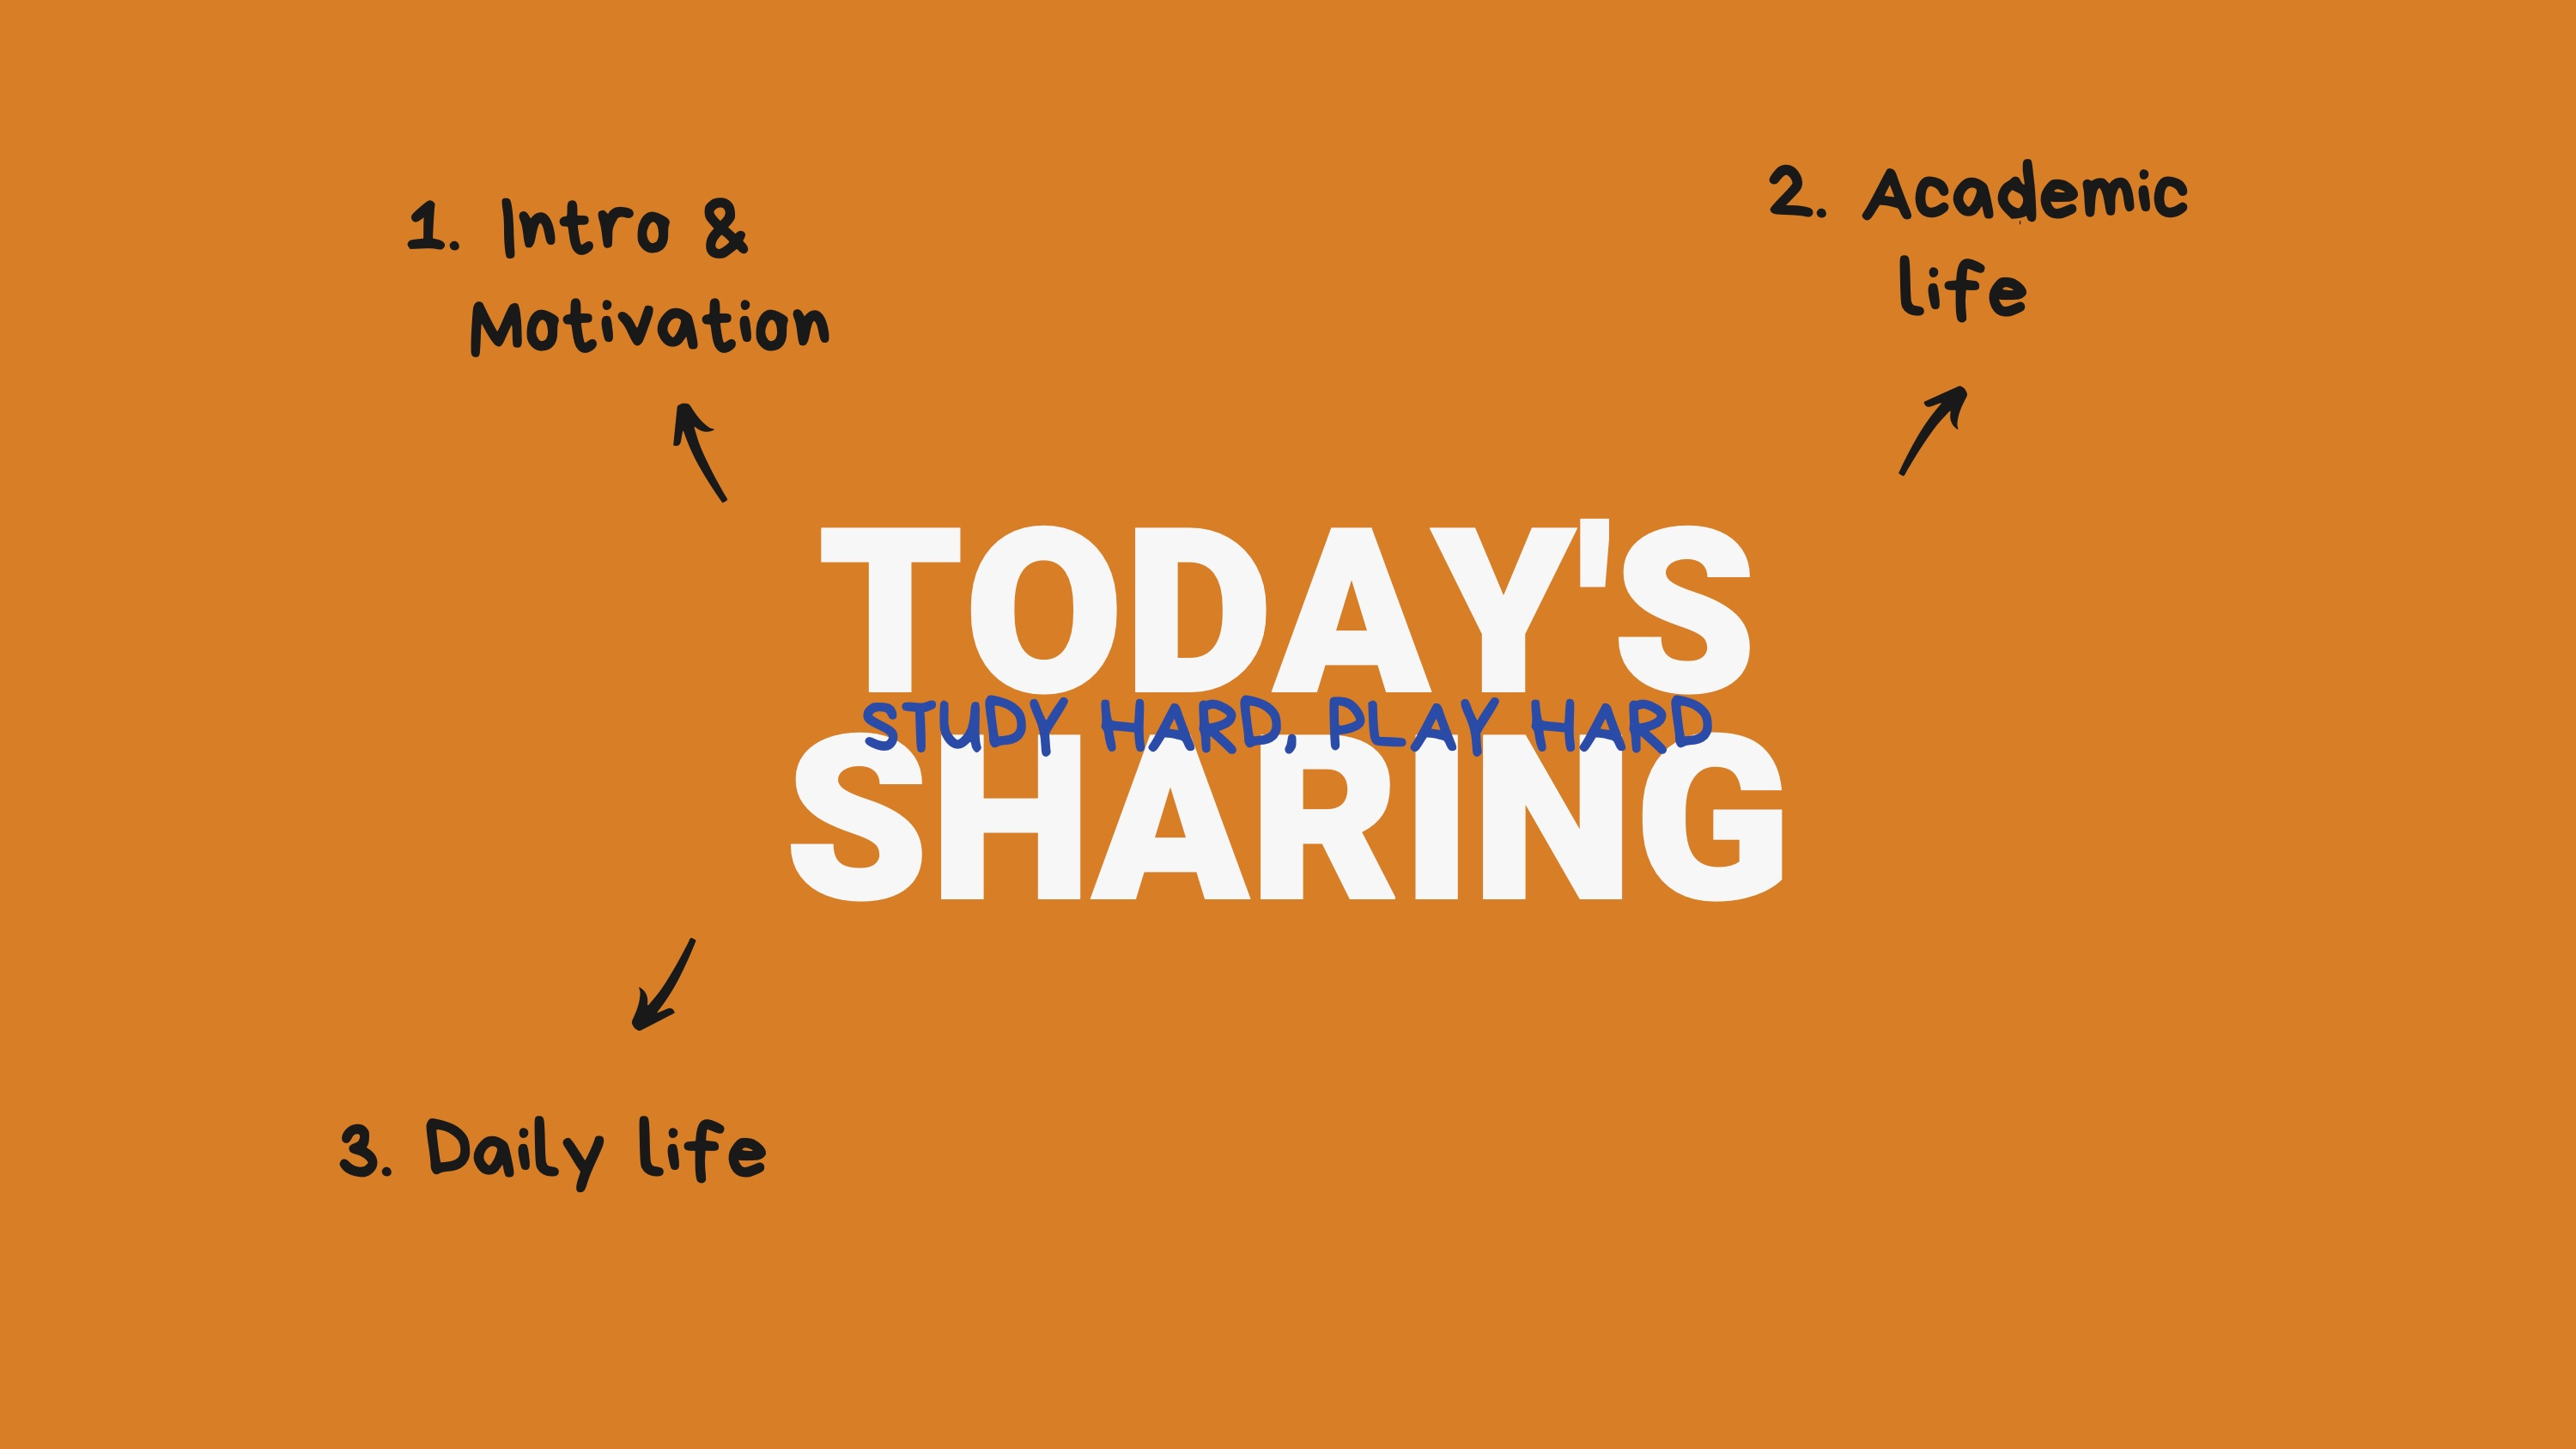 1. Intro &
Motivation
2. Academic
life
TODAY'S
STUDY HARD, PLAY HARD
SHARING
3. Daily life